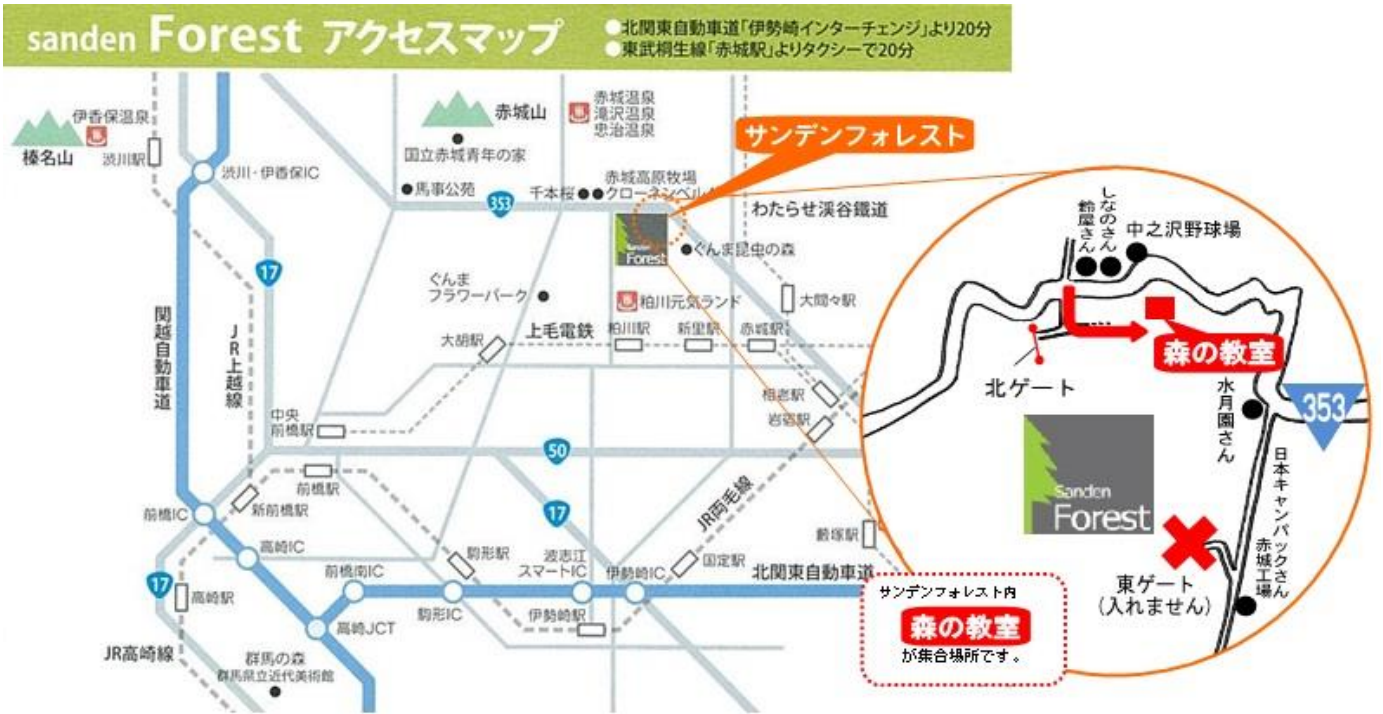 sanden Forest アクセスマップ
●北関東自動車道「伊勢崎インターチェンジ」より20分
●東武桐生線「赤城駅」よりタクシーで20分
伊香保温泉
榛名山
渋川駅
渋川・伊香保IC
赤城山
国立赤城青年の家
赤城温泉
滝沢温泉
忠治温泉
サンデンフォレスト
馬事公苑
353
千本桜
赤城高原牧場
クローネンベルク
わたらせ渓谷鐵道
Sanden
Forest
ぐんま昆虫の森
17
ぐんま
フラワーパーク
粕川元気ランド
大間々駅
関越自動車道
JR上越線
大胡駅
上毛電鉄
粕川駅
新里駅
赤城駅
相老駅
岩宿駅
中央
前橋駅
50
前橋駅
新前橋駅
前橋IC
17
JR両毛線
藪塚駅
高崎IC
駒形駅
波志江
スマートIC
伊勢崎IC
国定駅
北関東自動車道
前橋南IC
17
高崎駅
駒形IC
伊勢崎駅
高崎JCT
JR高崎線
群馬の森
群馬県立近代美術館
しなのさん
鈴屋さん
中之沢野球場
森の教室
北ゲート
水月園さん
353
Sanden
Forest
日本キャンパックさん
赤城工場
東ゲート
(入れません)
サンデンフォレスト内
森の教室
が集合場所です。